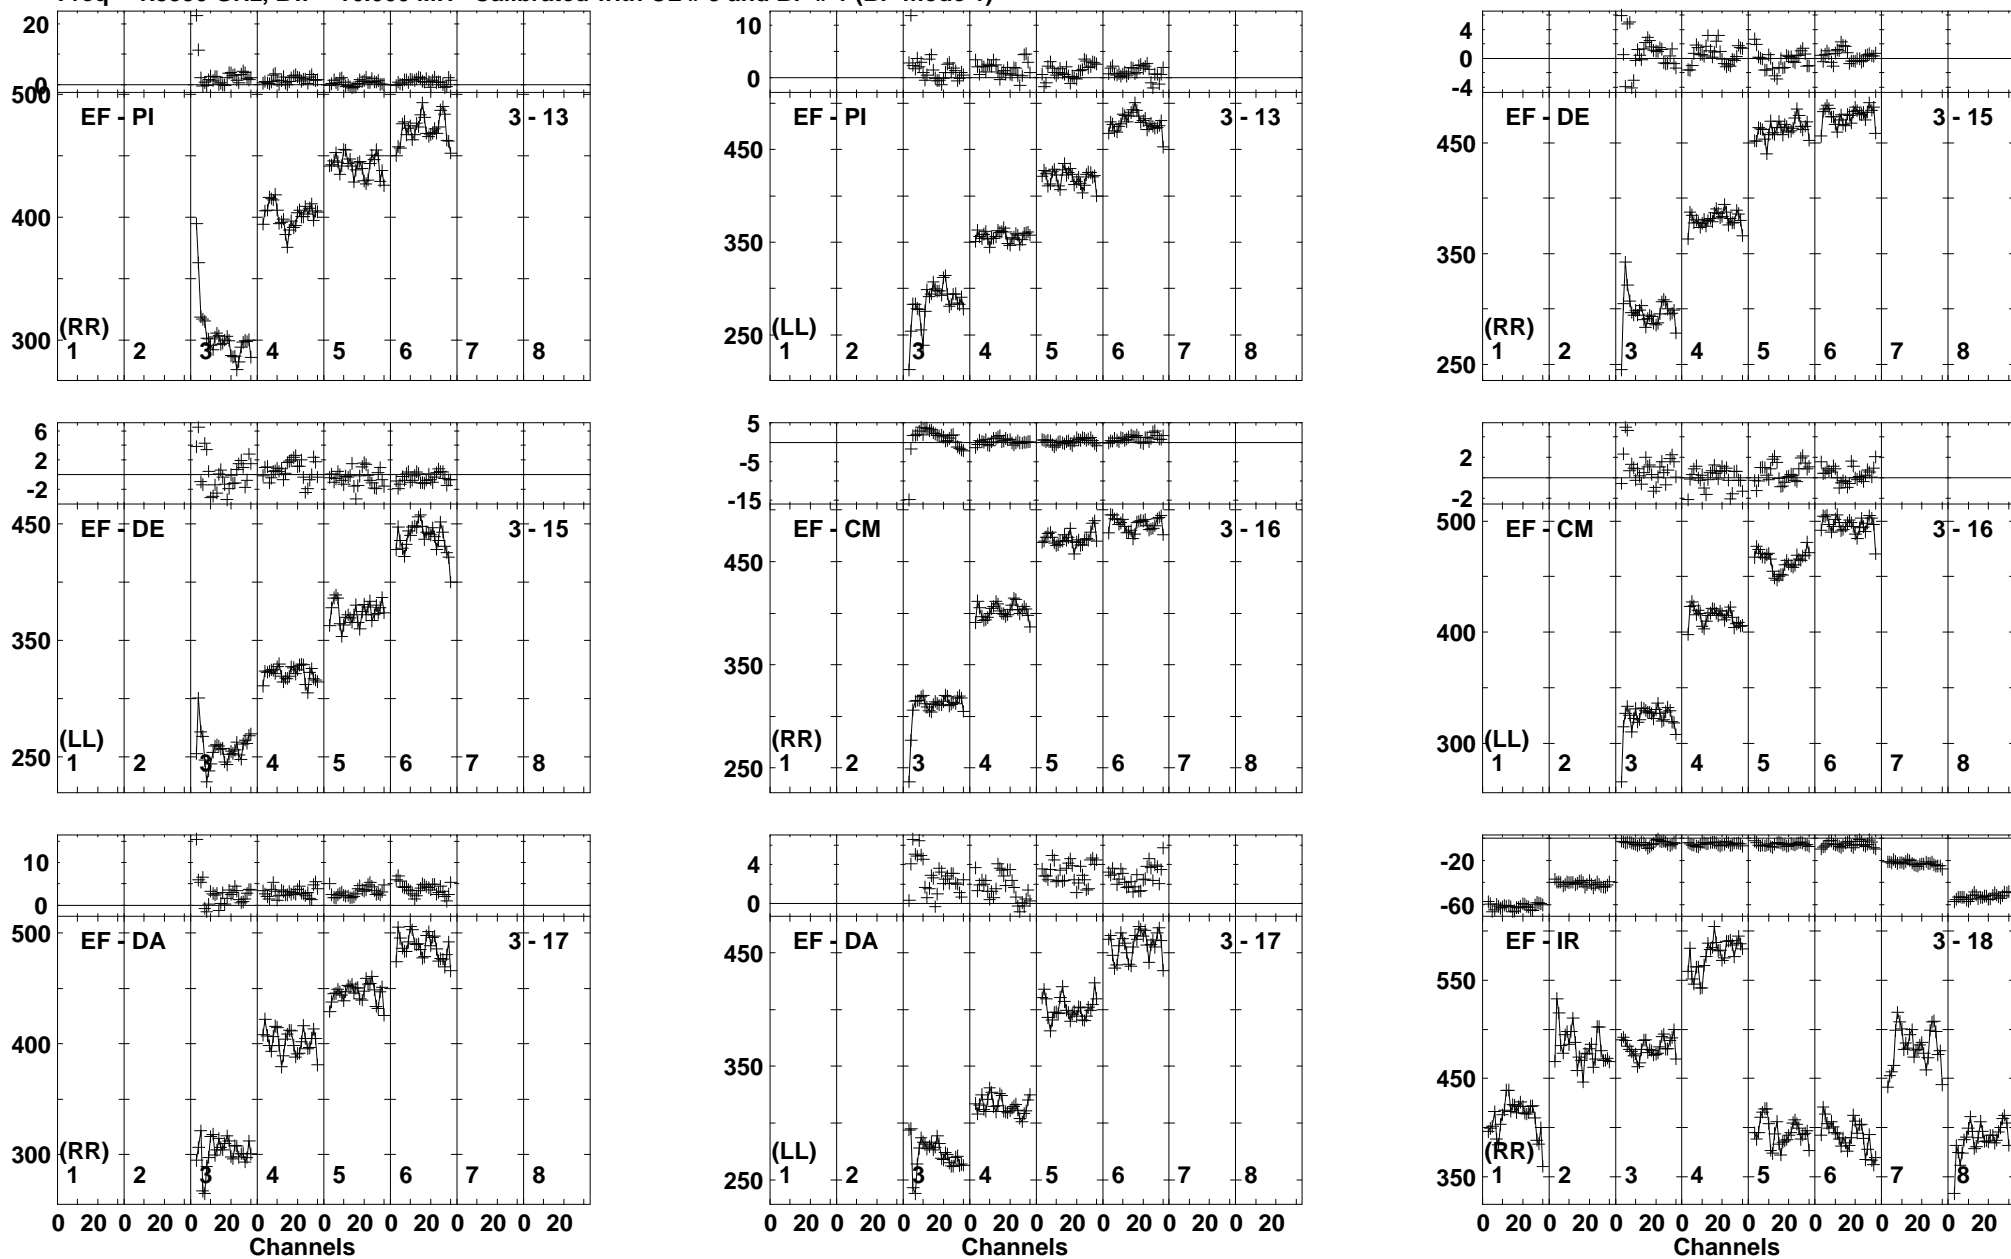 20 10 4
0 0 0
-4
500
EF - PI 3 - 13 EF - PI 3 - 13 EF - DE 3 - 15
450 450
400 350 350
300 (RR) 250 (LL) 250 (RR)
1 2 3 4 5 6 7 8 1 2 3 4 5 6 7 8 1 2 3 4 5 6 7 8
6 5 2
2 -5 -2
-2 -15
450 EF - DE 3 - 15 EF - CM 3 - 16 500 EF - CM 3 - 16
450
350 350 400
250 (LL) 250 (RR) 300 (LL)
1 2 3 4 5 6 7 8 1 2 3 4 5 6 7 8 1 2 3 4 5 6 7 8
10 4 -20
0 0 -60
500 EF - DA 3 - 17 450 EF - DA 3 - 17 EF - IR 3 - 18
550
400 350 450
300 (RR) 250 (LL) 350 (RR)
1 2 3 4 5 6 7 8 1 2 3 4 5 6 7 8 1 2 3 4 5 6 7 8
0 20 0 20 0 20 0 20 0 20 0 20 0 20 0 20 0 20 0 20 0 20 0 20 0 20 0 20 0 20 0 20 0 20 0 20 0 20 0 20 0 20 0 20 0 20 0 20
Channels Channels Channels